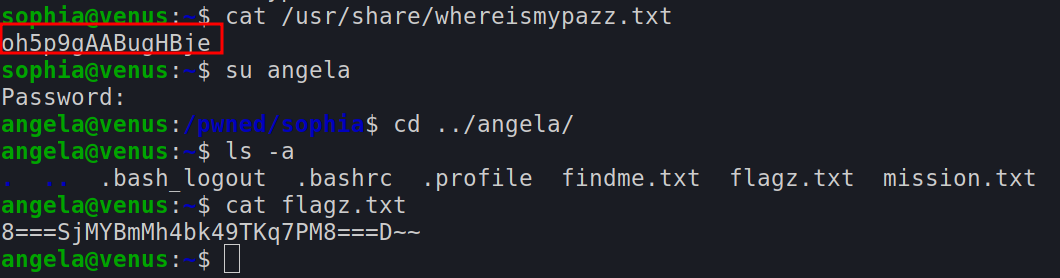 sophia@venus:~$ cat /usr/share/whereismypazz.txt
oh5p9gAABugHBje
sophia@venus:~$ su angela
Password:
angela@venus:/pwned/sophia$ cd ../angela/
angela@venus:~$ ls -a
.  ..  .bash_logout  .bashrc  .profile  findme.txt  flagz.txt  mission.txt
angela@venus:~$ cat flagz.txt
8===SjMYBmMh4bk49TKq7PM8===D~~
angela@venus:~$